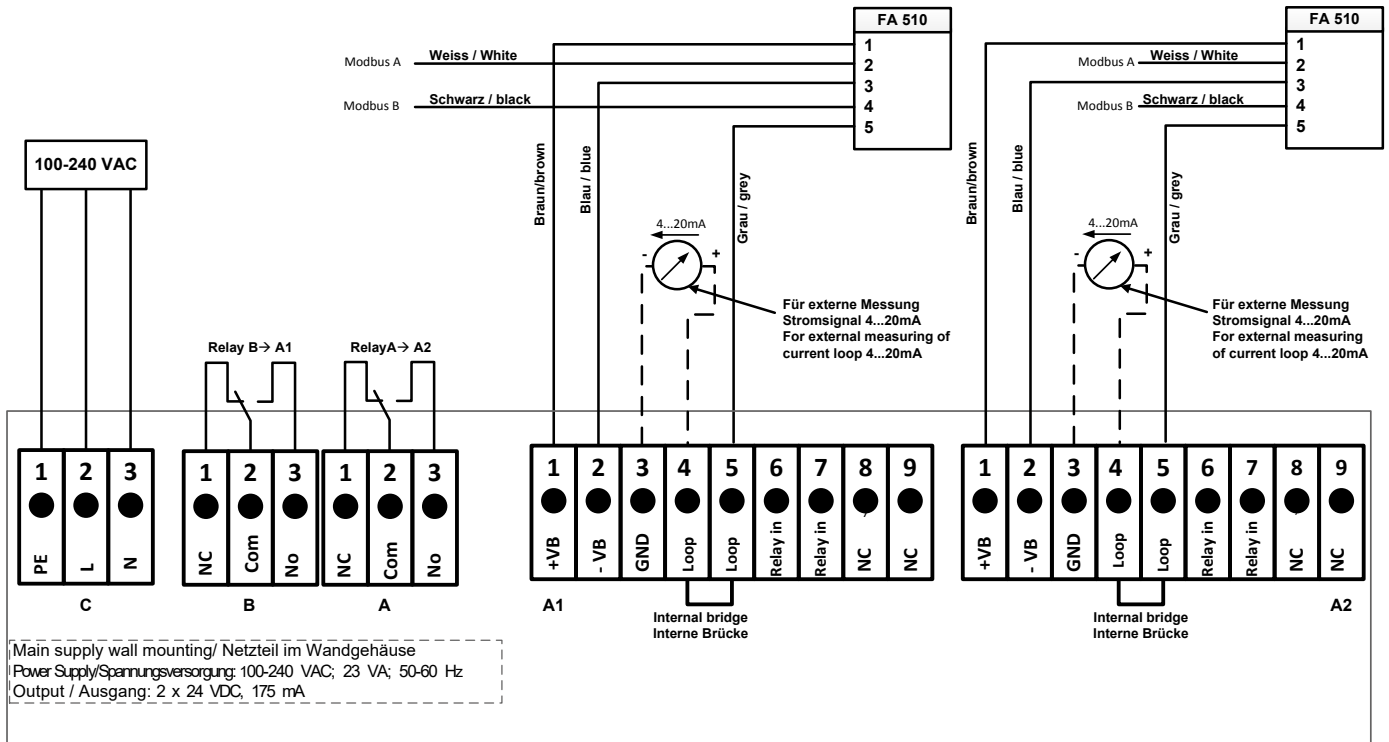 FA 510
1
2
3
4
5
Modbus A
Weiss / White
Modbus B
Schwarz / black
FA 510
1
2
3
4
5
Modbus A
Weiss / White
Modbus B
Schwarz / black
100-240 VAC
Braun/brown
Blau / blue
Grau / grey
4...20mA
- +
Für externe Messung
Stromsignal 4...20mA
For external measuring of
current loop 4...20mA
Braun/brown
Blau / blue
Grau / grey
4...20mA
- +
Für externe Messung
Stromsignal 4...20mA
For external measuring
of current loop 4...20mA
Relay B→ A1
RelayA→ A2
1 2 3
PE L N
C
1 2 3
NC Com No
B
1 2 3
NC Com No
A
1 2 3 4 5 6 7 8 9
+VB - VB GND Loop Loop Relay in Relay in NC NC
A1
Internal bridge
Interne Brücke
1 2 3 4 5 6 7 8 9
+VB - VB GND Loop Loop Relay in Relay in NC NC
A2
Internal bridge
Interne Brücke
Main supply wall mounting/ Netzteil im Wandgehäuse
Power Supply/Spannungsversorgung: 100-240 VAC; 23 VA; 50-60 Hz
Output / Ausgang: 2 x 24 VDC, 175 mA